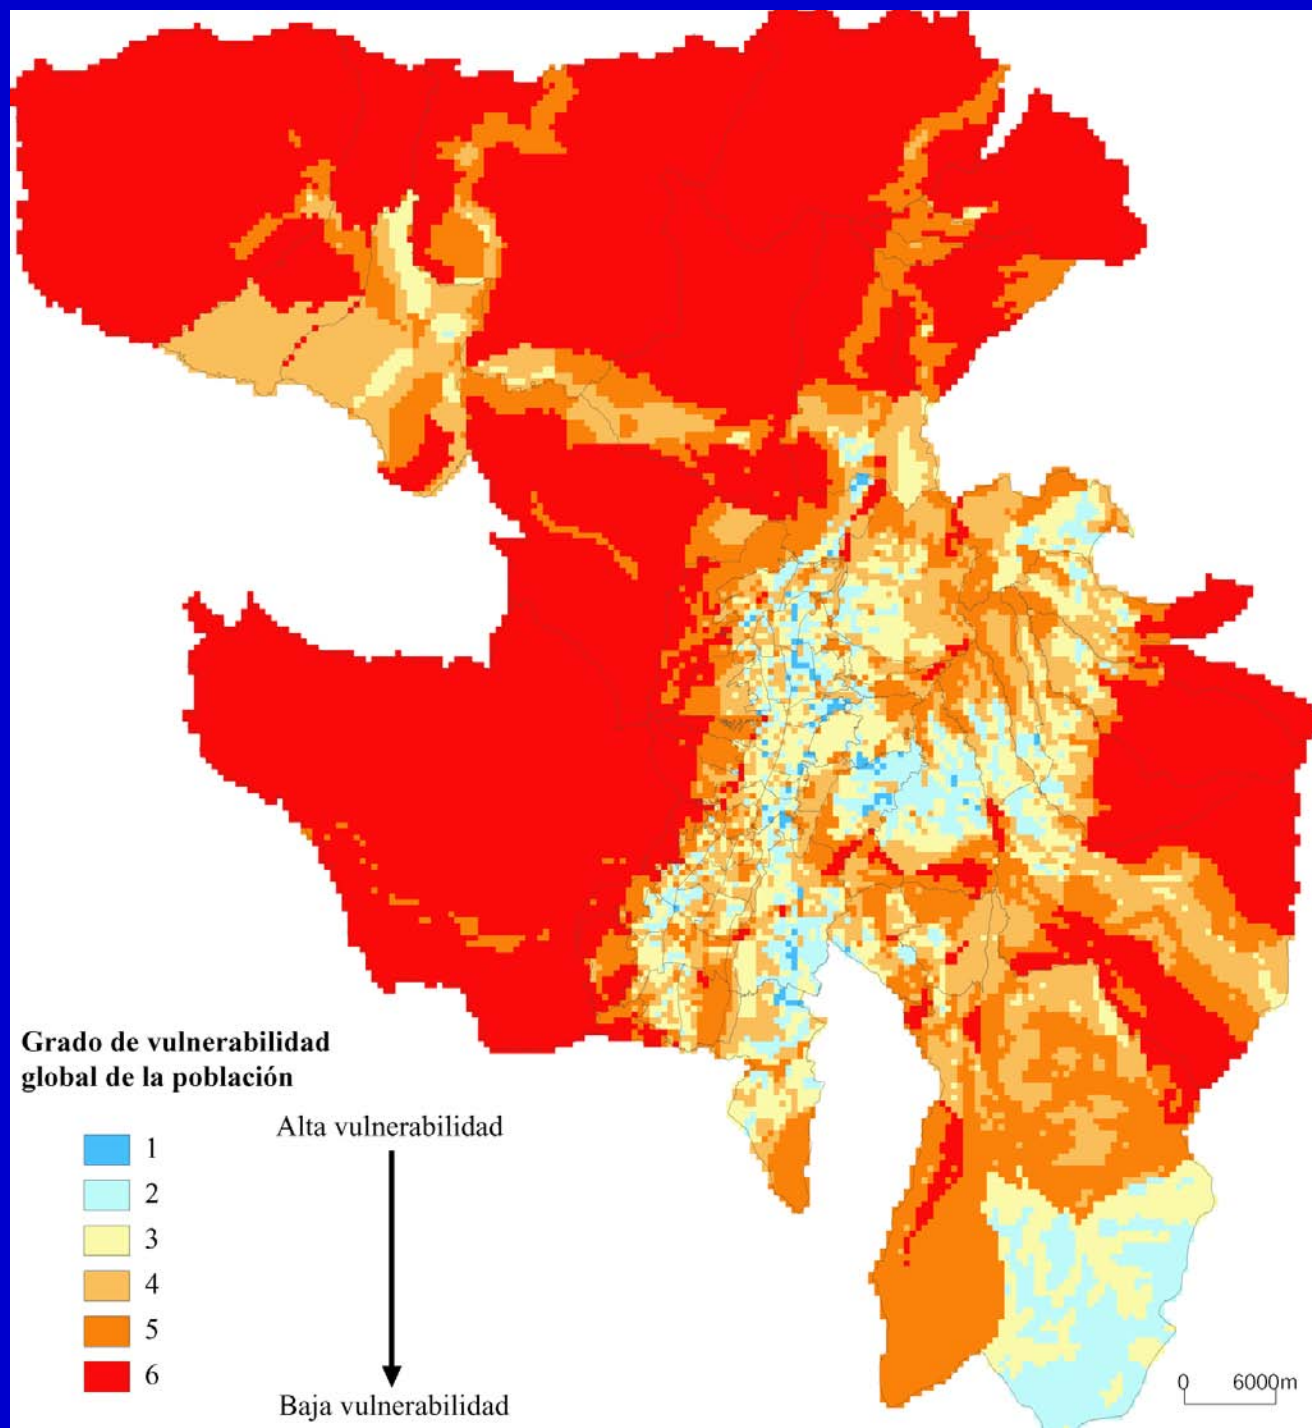 Grado de vulnerabilidad
global de la población
Alta vulnerabilidad
1
2
3
4
5
6
Baja vulnerabilidad
0 6000m